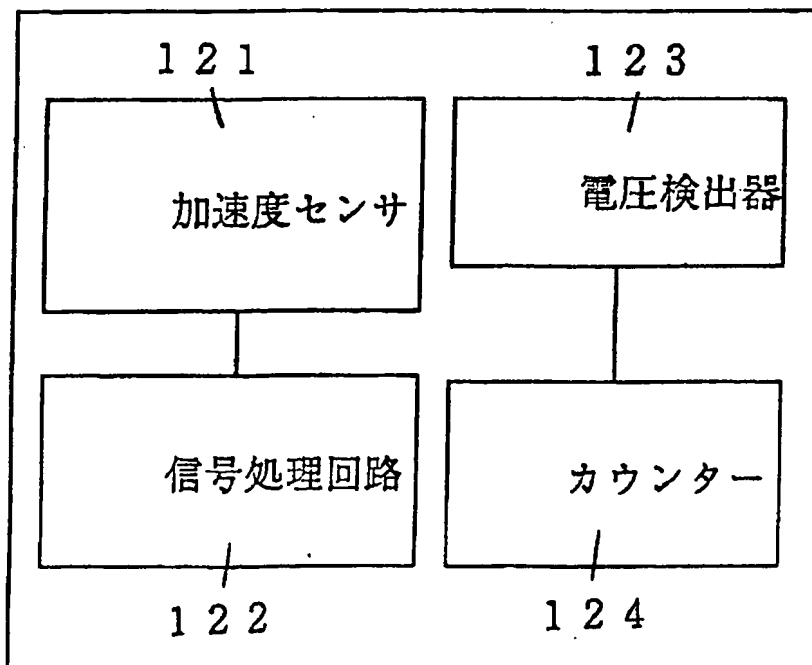 １２１
１２３
加速度センサ
電圧検出器
信号処理回路
カウンター
１２２
１２４